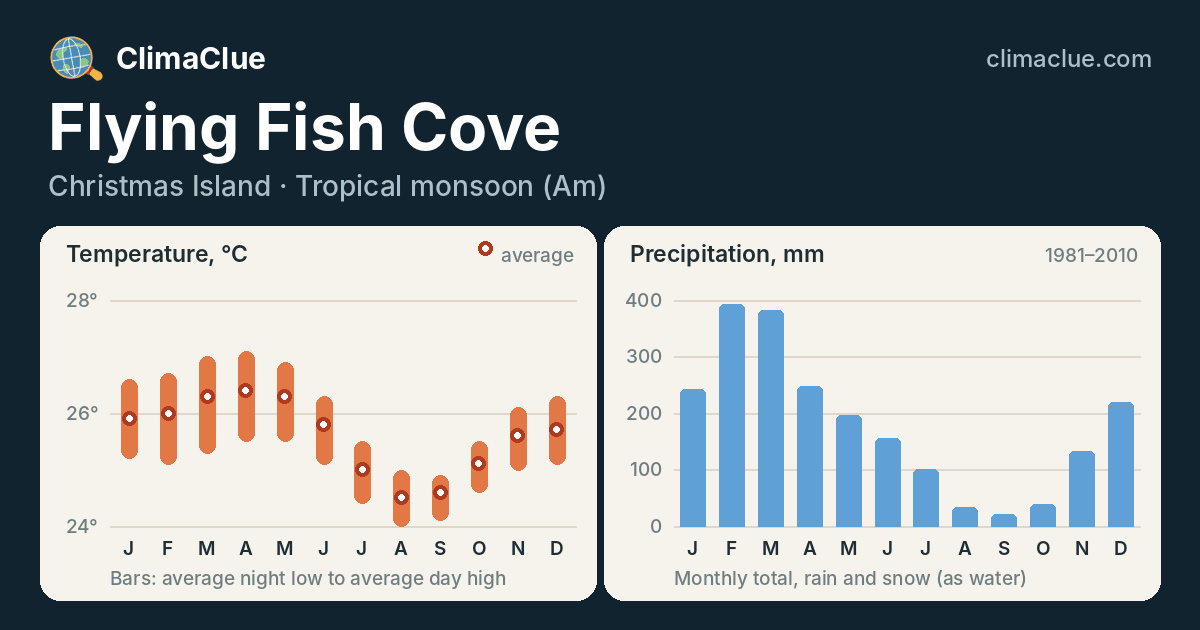 ClimaClue
climaclue.com
Flying Fish Cove
Christmas Island · Tropical monsoon (Am)
Temperature, °C
average
28°
26°
24°
J F M A M J J A S O N D
Bars: average night low to average day high
Precipitation, mm
1981–2010
400
300
200
100
0
J F M A M J J A S O N D
Monthly total, rain and snow (as water)